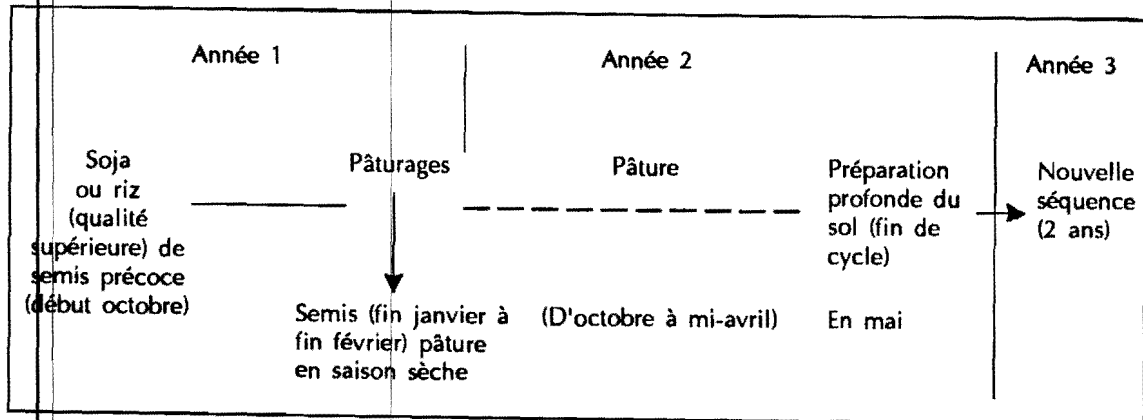 Année 1
Année 2
Année 3
Soja
ou riz
(qualité
supérieure) de
semis précoce
(début octobre)
Pâturages
Semis (fin janvier à
fin février) pâture
en saison sèche
Pâture
(D'octobre à mi-avril)
Préparation
profonde du
sol (fin de
cycle)
En mai
Nouvelle
séquence
(2 ans)